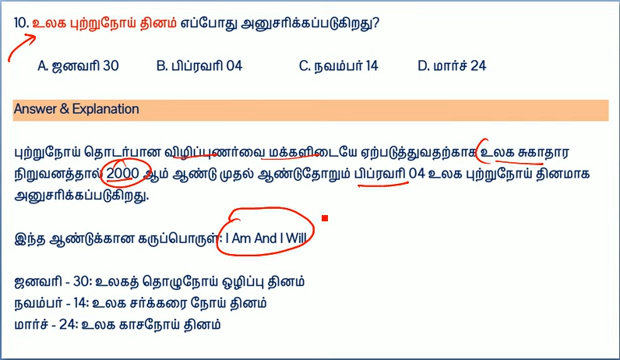 10. உலக புற்றுநோய் தினம் எப்போது அனுசரிக்கப்படுகிறது?
A. ஜனவரி 30 B. பிப்ரவரி 04 C. நவம்பர் 14 D. மார்ச் 24
Answer & Explanation
புற்றுநோய் தொடர்பான விழிப்புணர்வை மக்களிடையே ஏற்படுத்துவதற்காக உலக சுகாதார
நிறுவனத்தால் 2000 ஆம் ஆண்டு முதல் ஆண்டுதோறும் பிப்ரவரி 04 உலக புற்றுநோய் தினமாக
அனுசரிக்கப்படுகிறது.
இந்த ஆண்டுக்கான கருப்பொருள்: I Am And I Will
ஜனவரி - 30: உலகத் தொழுநோய் ஒழிப்பு தினம்
நவம்பர் - 14: உலக சர்க்கரை நோய் தினம்
மார்ச் - 24: உலக காசநோய் தினம்